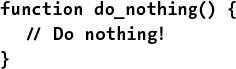 function do_nothing() {
// Do nothing!
}